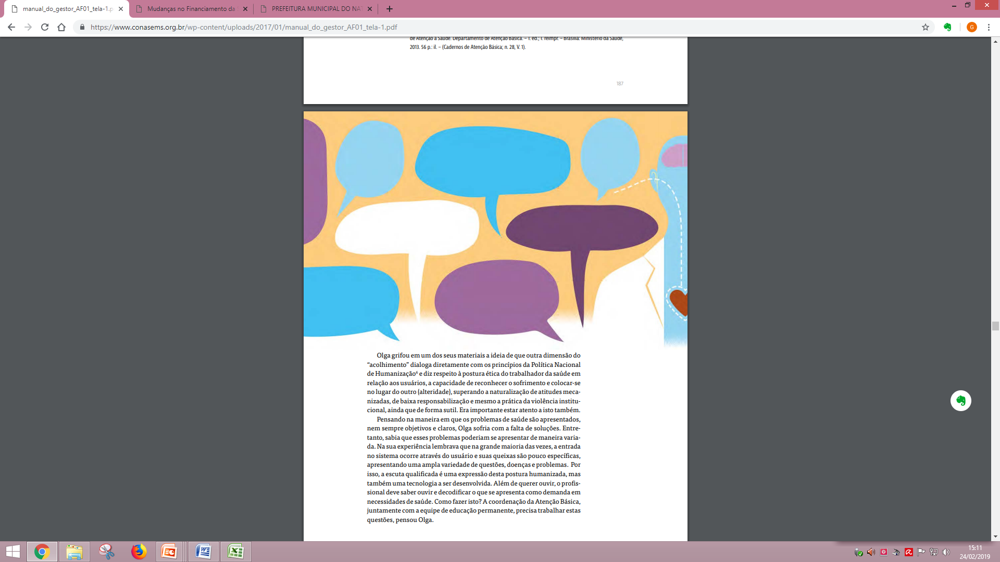 manual_do_gestor_AF01_tela-1.p
Mudanças no Financiamento da
PREFEITURA MUNICIPAL DO NAT
https://www.conasems.org.br/wp-content/uploads/2017/01/manual_do_gestor_AF01_tela-1.pdf
G
de Atenção à Saúde. Departamento de Atenção Básica. – 1. ed.; 1. reimpr. – Brasília: Ministério da Saúde,
2013. 56 p.: il. – (Cadernos de Atenção Básica; n. 28, V. 1).
187
Olga grifou em um dos seus materiais a ideia de que outra dimensão do
“acolhimento” dialoga diretamente com os princípios da Política Nacional
de Humanização⁶ e diz respeito à postura ética do trabalhador da saúde em
relação aos usuários, a capacidade de reconhecer o sofrimento e colocar-se
no lugar do outro (alteridade), superando a naturalização de atitudes meca-
nizadas, de baixa responsabilização e mesmo a prática da violência institu-
cional, ainda que de forma sutil. Era importante estar atento a isto também.
Pensando na maneira em que os problemas de saúde são apresentados,
nem sempre objetivos e claros, Olga sofria com a falta de soluções. Entre-
tanto, sabia que esses problemas poderiam se apresentar de maneira varia-
da. Na sua experiência lembrava que na grande maioria das vezes, a entrada
no sistema ocorre através do usuário e suas queixas são pouco específicas,
apresentando uma ampla variedade de questões, doenças e problemas. Por
isso, a escuta qualificada é uma expressão desta postura humanizada, mas
também uma tecnologia a ser desenvolvida. Além de querer ouvir, o profis-
sional deve saber ouvir e decodificar o que se apresenta como demanda em
necessidades de saúde. Como fazer isto? A coordenação da Atenção Básica,
juntamente com a equipe de educação permanente, precisa trabalhar estas
questões, pensou Olga.
15:11
24/02/2019